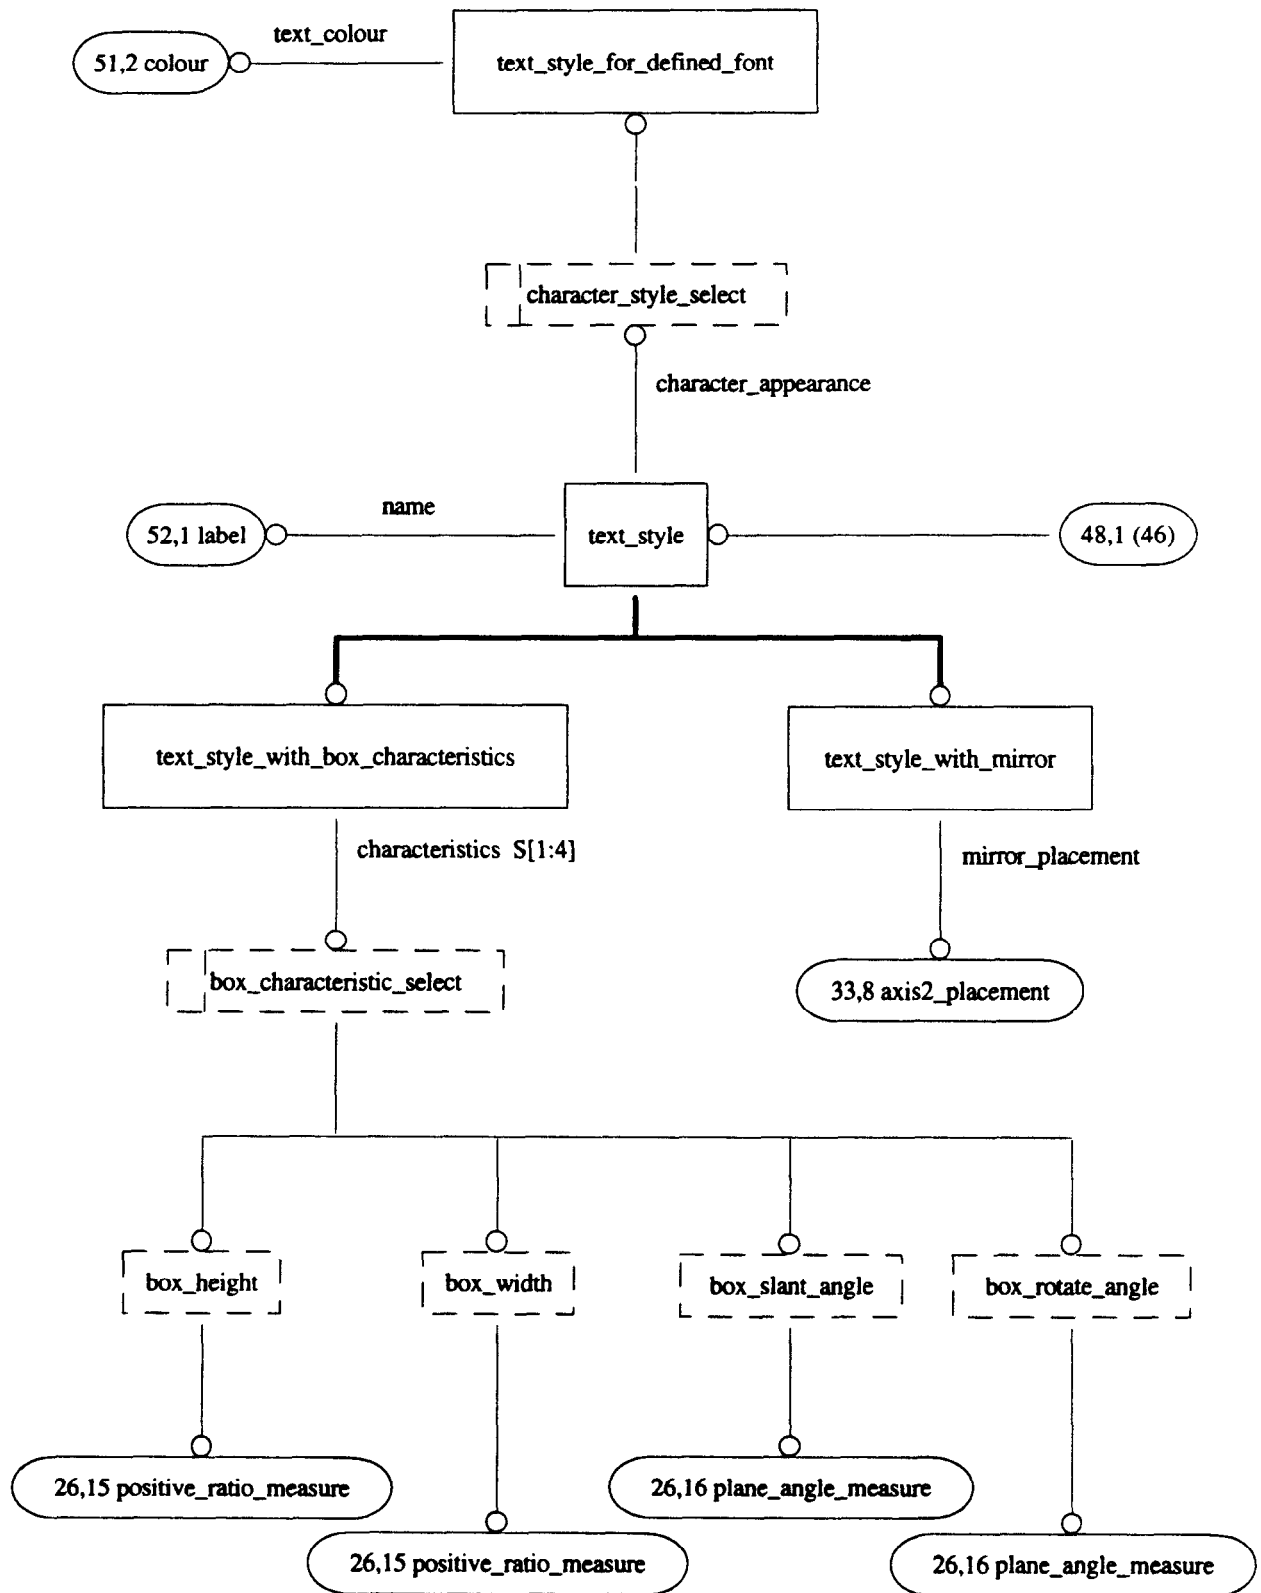 text_colour
51,2 colour
text_style_for_defined_font
character_style_select
character_appearance
name
52,1 label
text_style
48,1 (46)
text_style_with_box_characteristics
text_style_with_mirror
characteristics S[1:4]
mirror_placement
box_characteristic_select
33,8 axis2_placement
box_height
box_width
box_slant_angle
box_rotate_angle
26,15 positive_ratio_measure
26,16 plane_angle_measure
26,15 positive_ratio_measure
26,16 plane_angle_measure